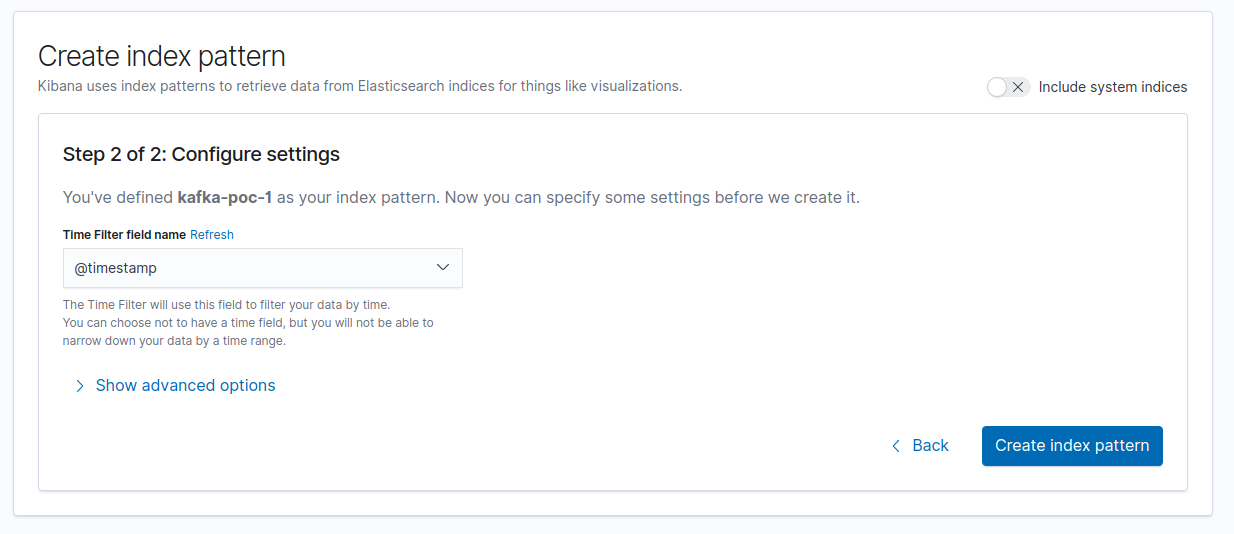 Create index pattern
Kibana uses index patterns to retrieve data from Elasticsearch indices for things like visualizations.
Include system indices
Step 2 of 2: Configure settings
You've defined kafka-poc-1 as your index pattern. Now you can specify some settings before we create it.
Time Filter field name Refresh
@timestamp
The Time Filter will use this field to filter your data by time.
You can choose not to have a time field, but you will not be able to
narrow down your data by a time range.
Show advanced options
Back
Create index pattern